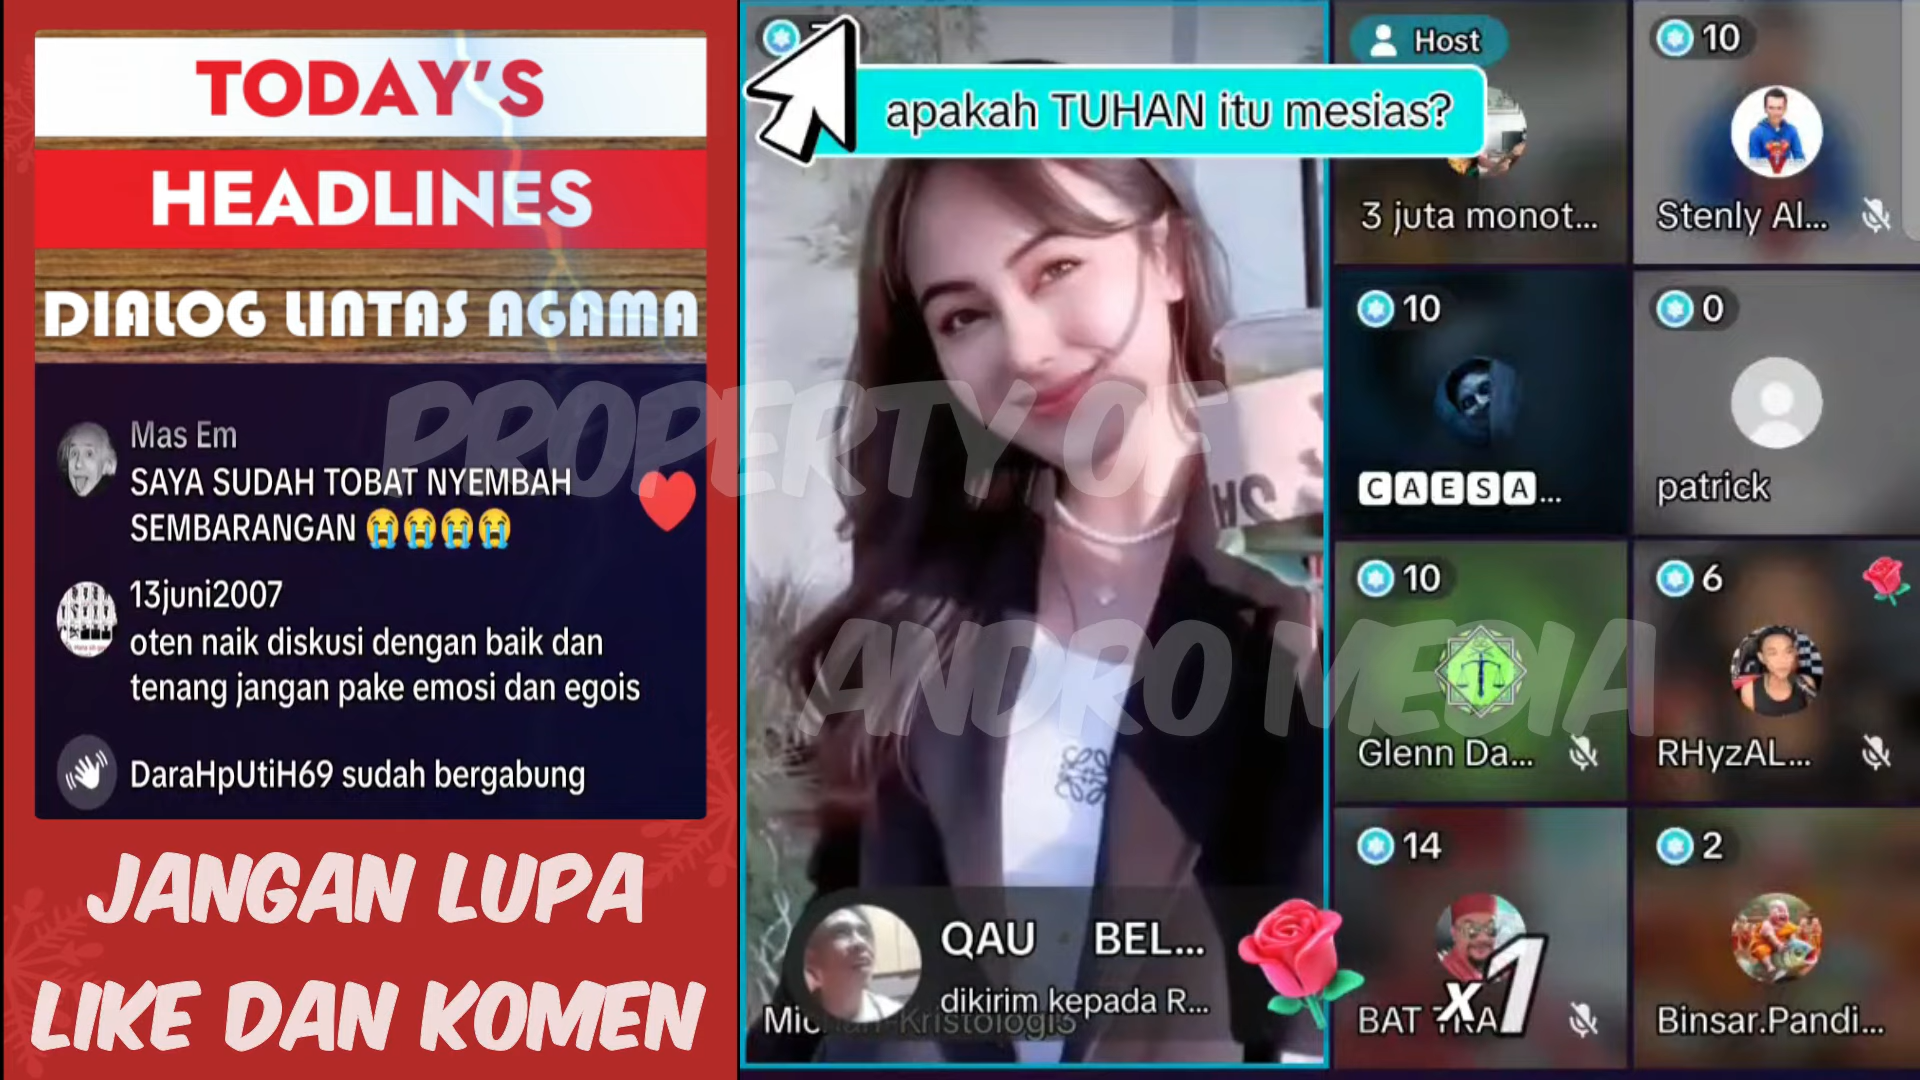 TODAY'S
HEADLINES
DIALOG LINTAS AGAMA
Mas Em
SAYA SUDAH TOBAT NYEMBAH
SEMBARANGAN 😭😭😭😭
13juni2007
oten naik diskusi dengan baik dan
tenang jangan pake emosi dan egois
DaraHpUtiH69 sudah bergabung
JANGAN LUPA
LIKE DAN KOMEN
apakah TUHAN itu mesias?
PROPERTY OF
ANDRO MEDIA
QAU BEL...
dikirim kepada R...
Kristologi5
x1
Host
3 juta monot...
10
Stenly Al...
10
CAESA...
0
patrick
10
Glenn Da...
6
RHyzAL...
14
BAT
2
Binsar.Pandi...